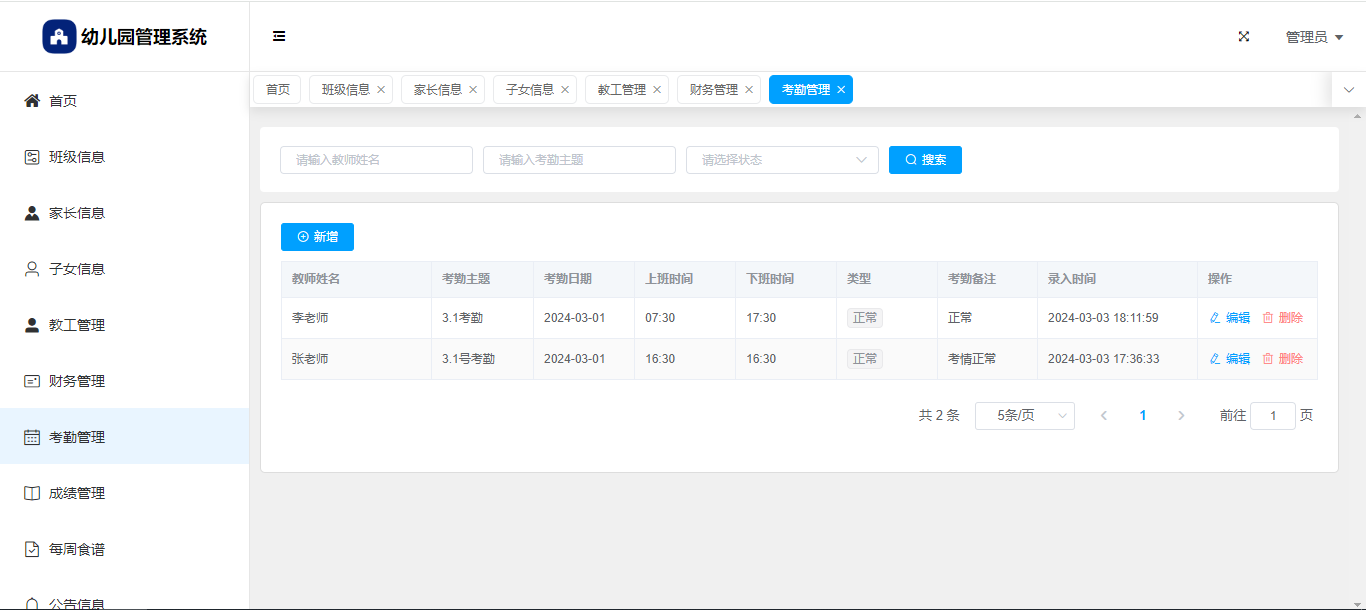 幼儿园管理系统
管理员
首页
班级信息
家长信息
子女信息
教工管理
财务管理
考勤管理
成绩管理
每周食谱
公告信息
首页 班级信息 家长信息 子女信息 教工管理 财务管理 考勤管理
请输入教师姓名 请输入考勤主题 请选择状态 搜索
新增
教师姓名 考勤主题 考勤日期 上班时间 下班时间 类型 考勤备注 录入时间 操作
李老师 3.1考勤 2024-03-01 07:30 17:30 正常 正常 2024-03-03 18:11:59 编辑 删除
张老师 3.1号考勤 2024-03-01 16:30 16:30 正常 考情正常 2024-03-03 17:36:33 编辑 删除
共 2 条 5条/页 1 前往 1 页